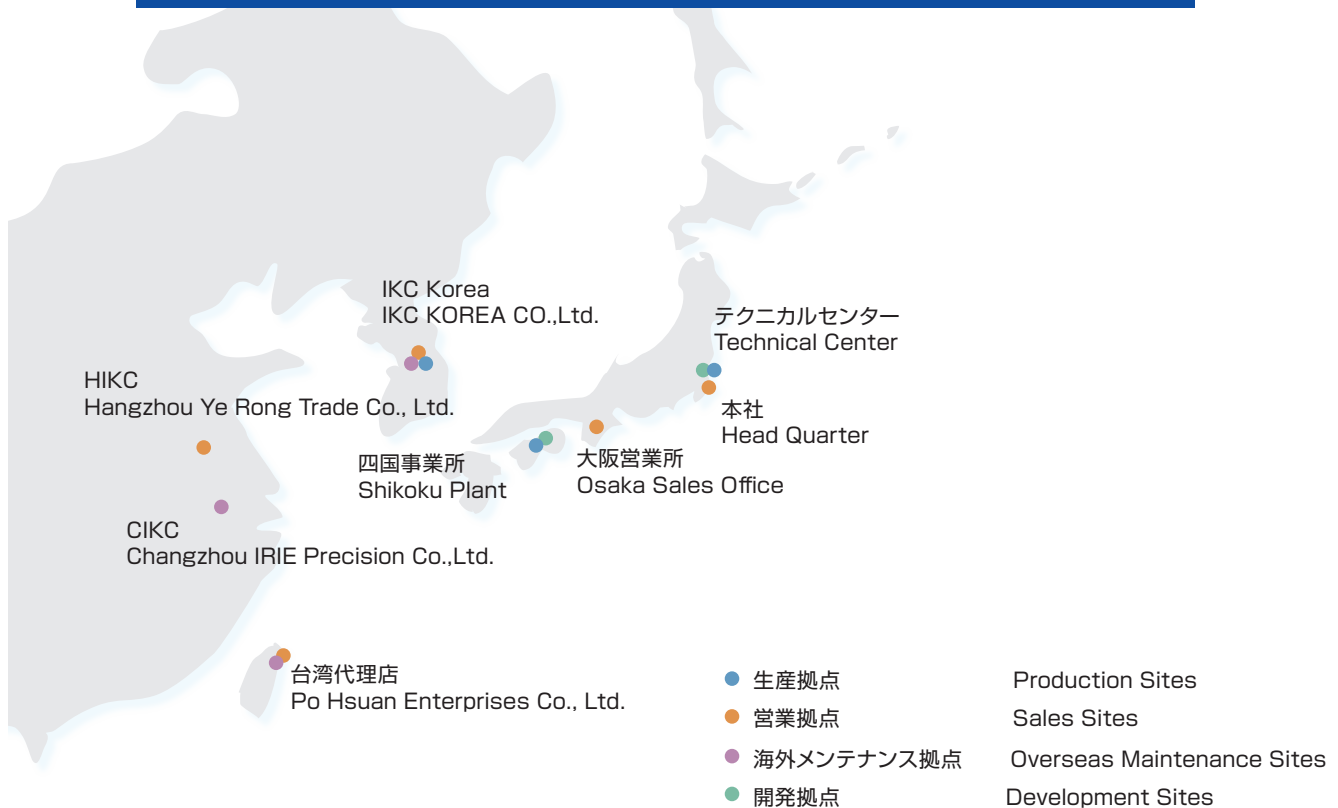 IKC Korea
IKC KOREA CO.,Ltd.
テクニカルセンター
Technical Center
HIKC
Hangzhou Ye Rong Trade Co., Ltd.
本社
Head Quarter
四国事業所
Shikoku Plant
大阪営業所
Osaka Sales Office
CIKC
Changzhou IRIE Precision Co.,Ltd.
台湾代理店
Po Hsuan Enterprises Co., Ltd.
生産拠点 Production Sites
営業拠点 Sales Sites
海外メンテナンス拠点 Overseas Maintenance Sites
開発拠点 Development Sites